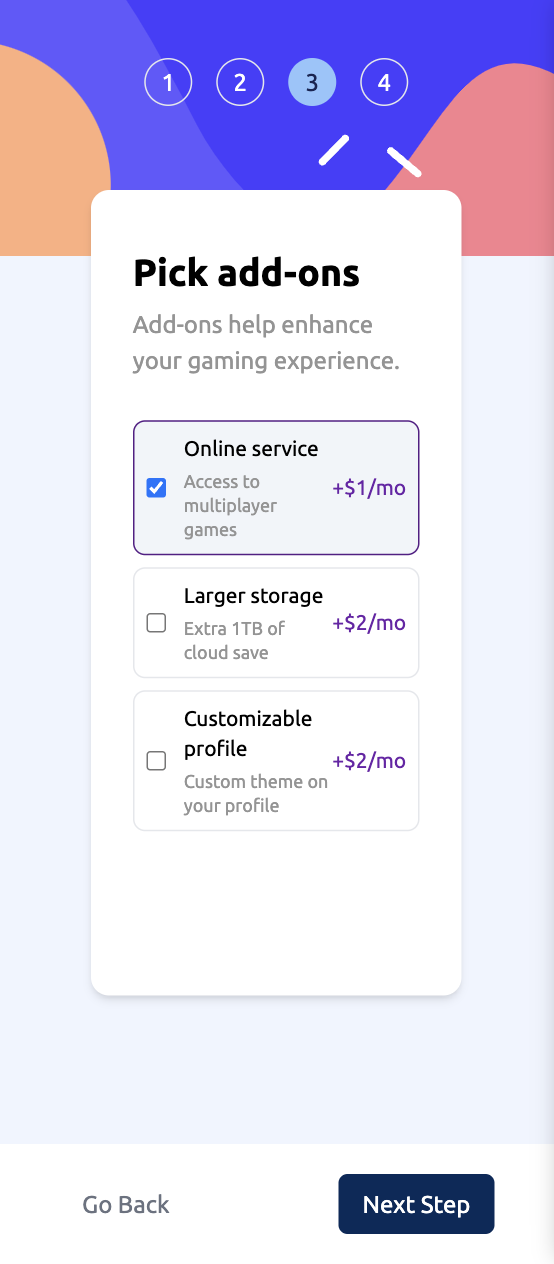 1 2 3 4
Pick add-ons
Add-ons help enhance
your gaming experience.
Online service
Access to
multiplayer
games
+$1/mo
Larger storage
Extra 1TB of
cloud save
+$2/mo
Customizable
profile
Custom theme on
your profile
+$2/mo
Go Back
Next Step